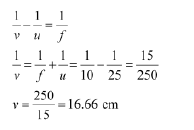 1/v - 1/u = 1/f
1/v = 1/f + 1/u = 1/10 - 1/25 = 15/250
v = 250/15 = 16.66 cm